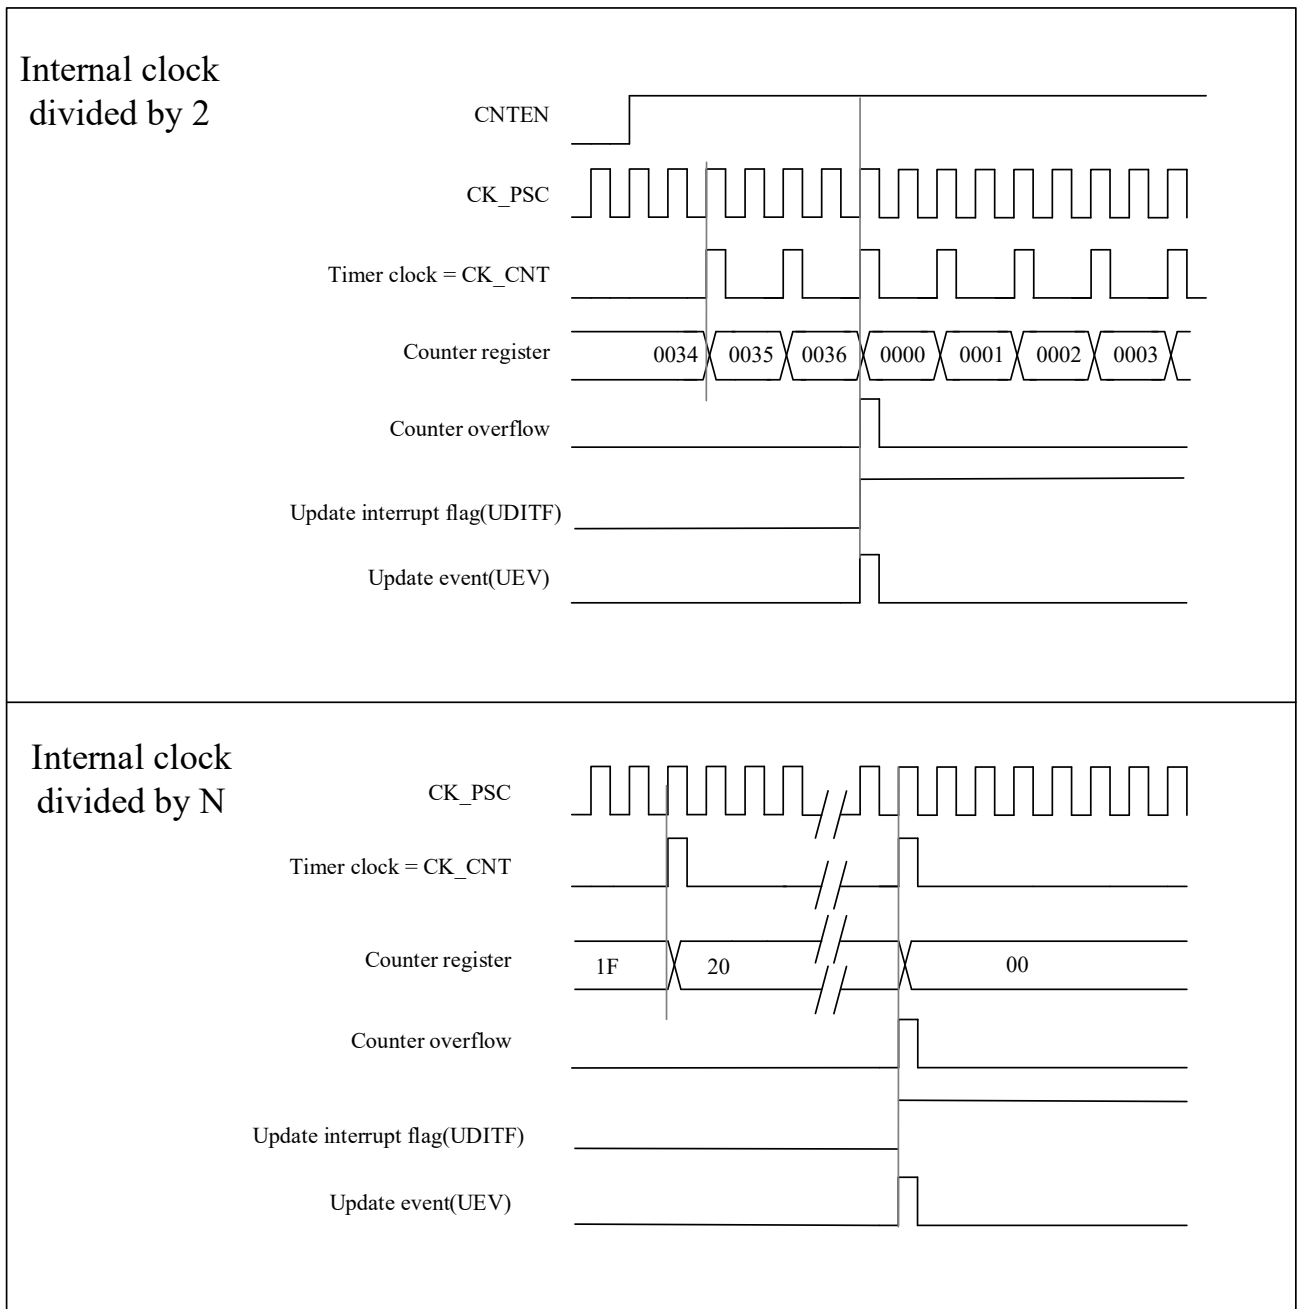 Internal clock
divided by 2
CNTEN
CK_PSC
Timer clock = CK_CNT
Counter register
0034 0035 0036 0000 0001 0002 0003
Counter overflow
Update interrupt flag(UDITF)
Update event(UEV)
Internal clock
divided by N
CK_PSC
Timer clock = CK_CNT
Counter register
1F 20 00
Counter overflow
Update interrupt flag(UDITF)
Update event(UEV)